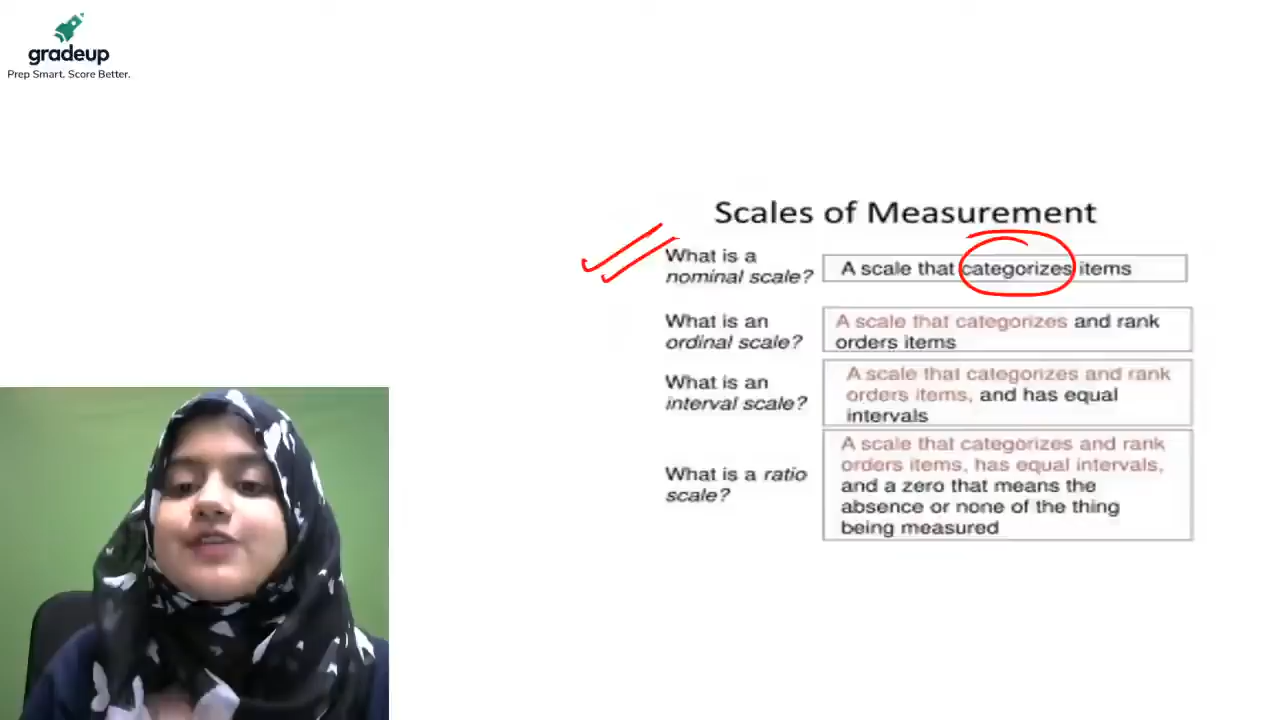 gradeup
Prep Smart. Score Better.
Scales of Measurement
What is a
nominal scale?
A scale that categorizes items
What is an
ordinal scale?
A scale that categorizes and rank
orders items
What is an
interval scale?
A scale that categorizes and rank
orders items, and has equal
intervals
What is a ratio
scale?
A scale that categorizes and rank
orders items, has equal intervals,
and a zero that means the
absence or none of the thing
being measured